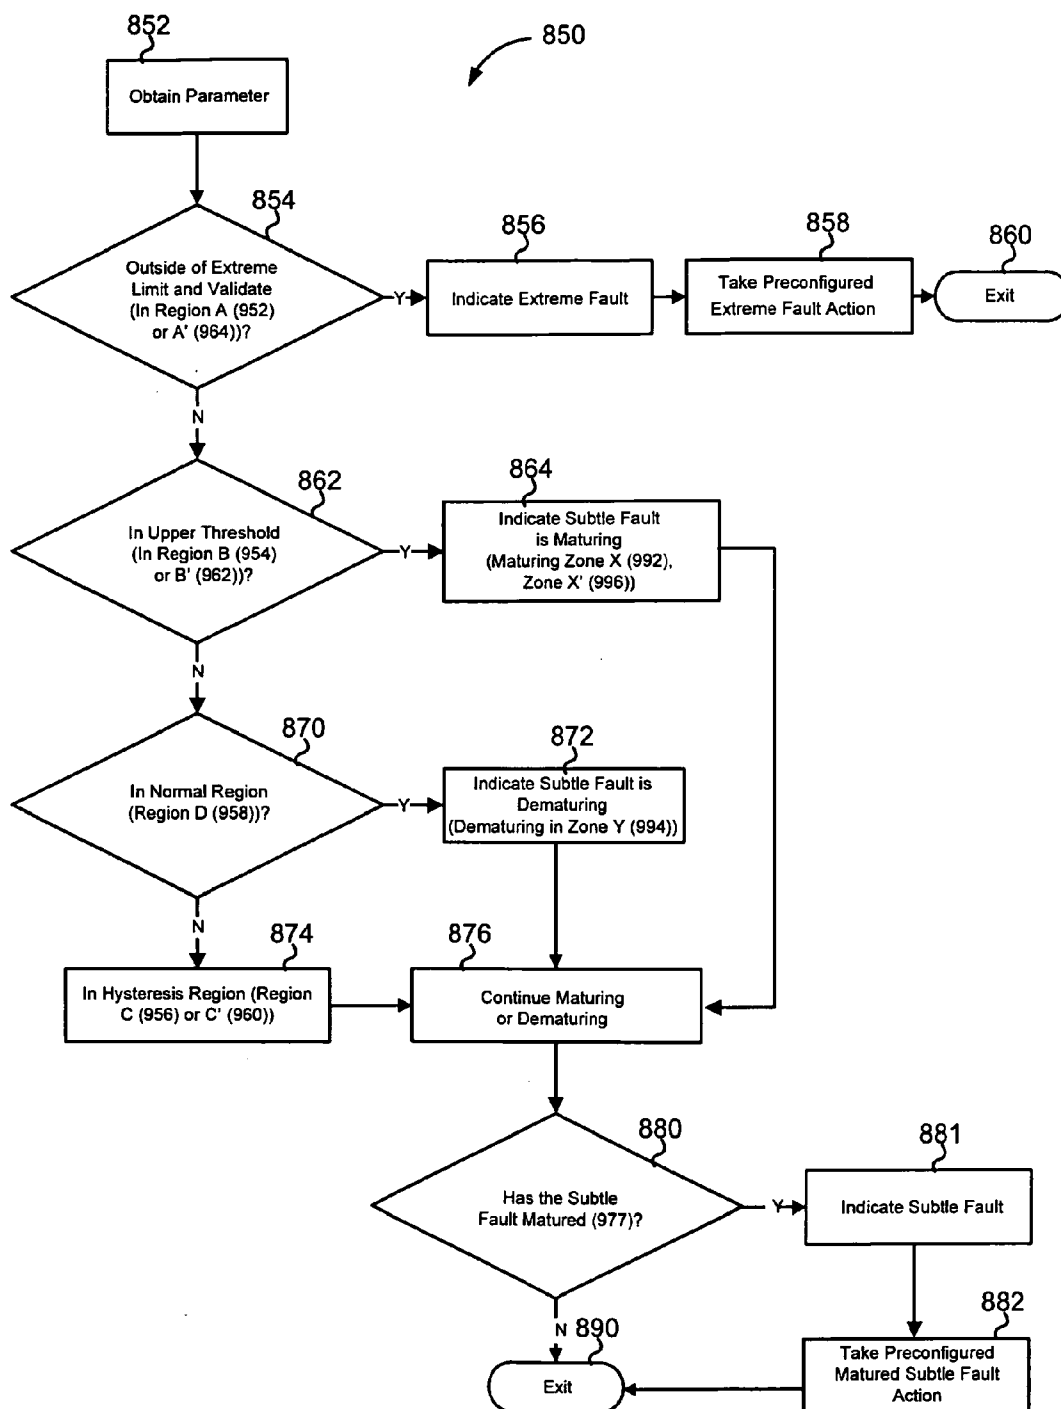 852
850
Obtain Parameter
854
Outside of Extreme
Limit and Validate
(In Region A (952)
or A' (964))?
Y
856
Indicate Extreme Fault
858
Take Preconfigured
Extreme Fault Action
860
Exit
N
862
In Upper Threshold
(In Region B (954)
or B' (962))?
Y
864
Indicate Subtle Fault
is Maturing
(Maturing Zone X (992),
Zone X' (996))
N
870
In Normal Region
(Region D (958))?
Y
872
Indicate Subtle Fault is
Dematuring
(Dematuring in Zone Y (994))
N
874
In Hysteresis Region (Region
C (956) or C' (960))
876
Continue Maturing
or Dematuring
880
Has the Subtle
Fault Matured (977)?
Y
881
Indicate Subtle Fault
882
Take Preconfigured
Matured Subtle Fault
Action
N
890
Exit